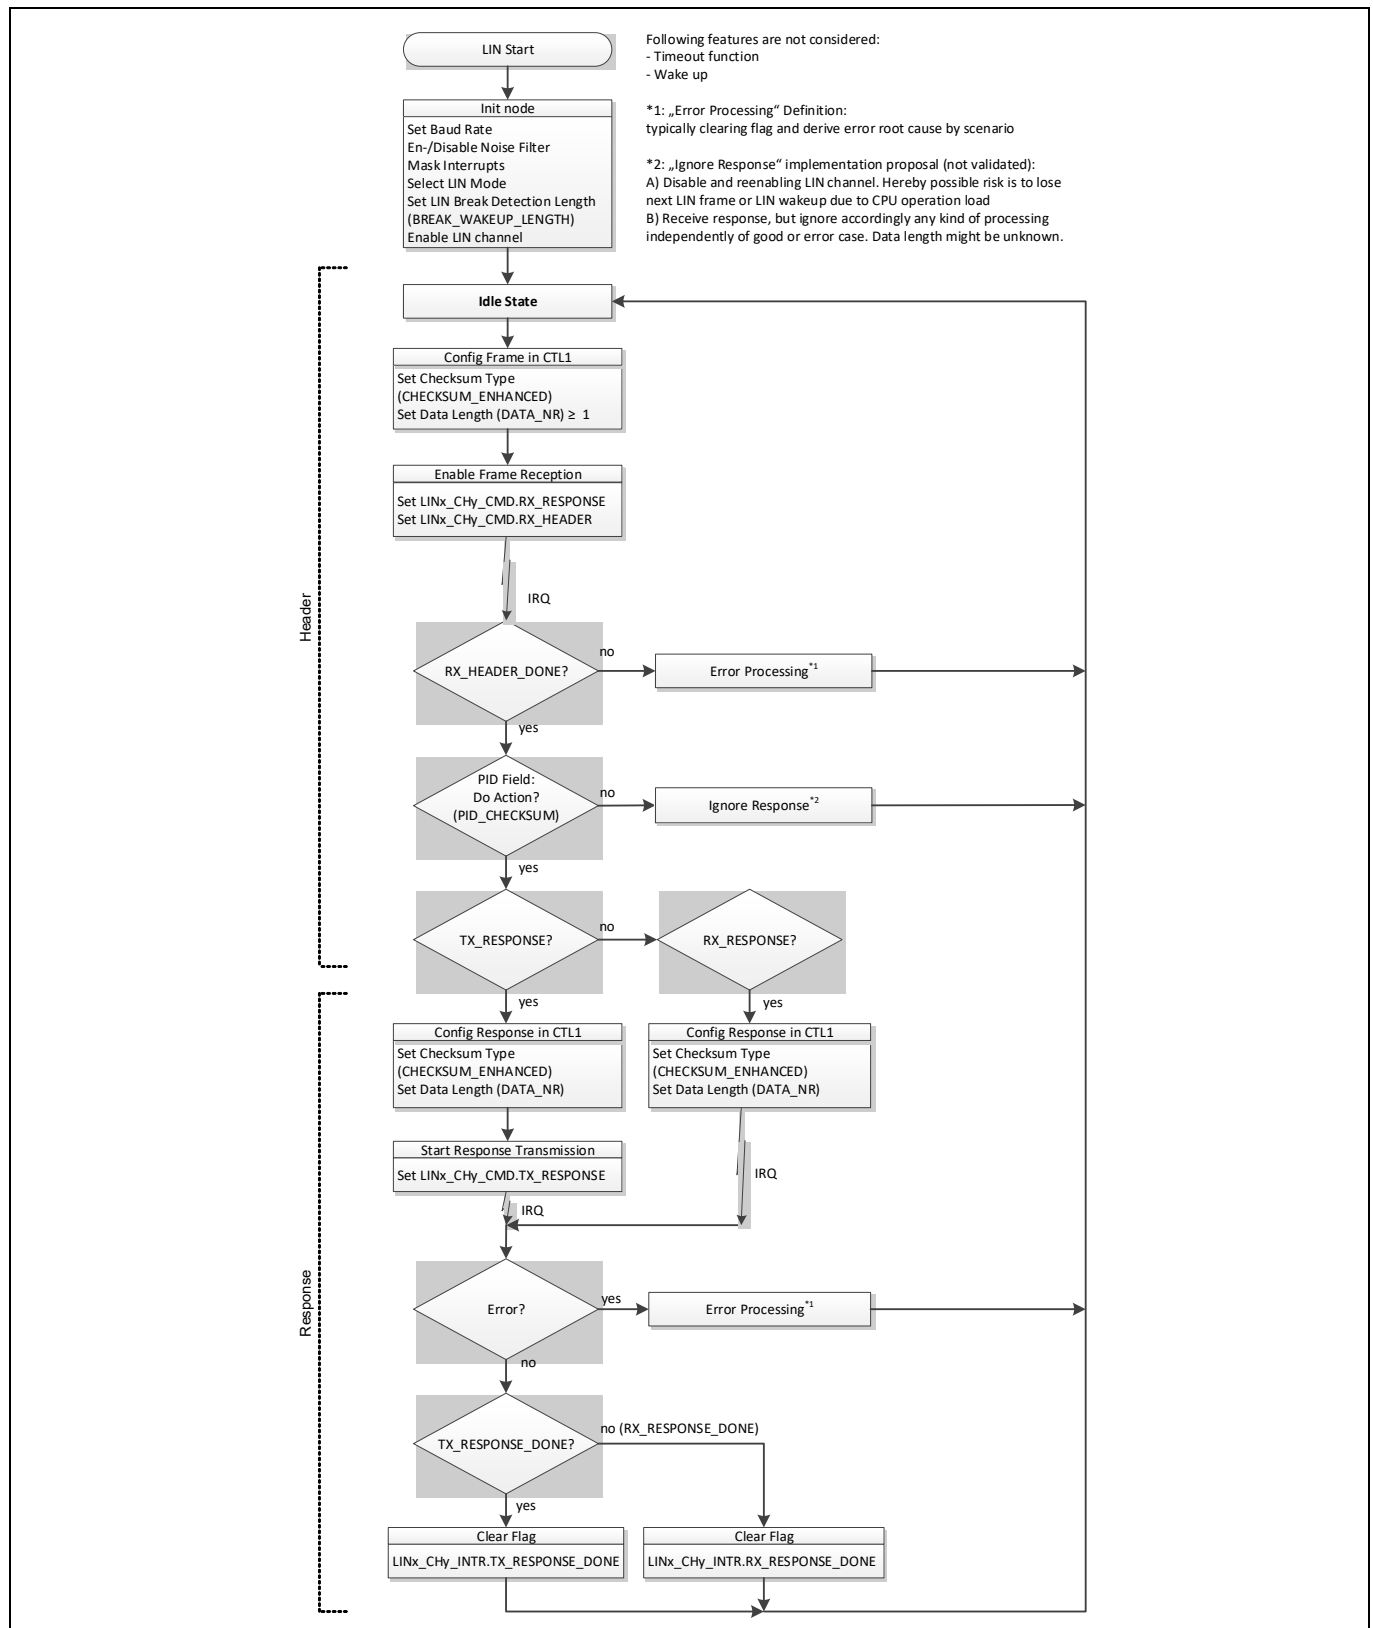 LIN Start
Following features are not considered:
- Timeout function
- Wake up
*1: „Error Processing“ Definition:
typically clearing flag and derive error root cause by scenario
*2: „Ignore Response“ implementation proposal (not validated):
A) Disable and reenabling LIN channel. Hereby possible risk is to lose
next LIN frame or LIN wakeup due to CPU operation load
B) Receive response, but ignore accordingly any kind of processing
independently of good or error case. Data length might be unknown.
Init node
Set Baud Rate
En-/Disable Noise Filter
Mask Interrupts
Select LIN Mode
Set LIN Break Detection Length
(BREAK_WAKEUP_LENGTH)
Enable LIN channel
Header
Idle State
Config Frame in CTL1
Set Checksum Type
(CHECKSUM_ENHANCED)
Set Data Length (DATA_NR) ≥ 1
Enable Frame Reception
Set LINx_CHy_CMD.RX_RESPONSE
Set LINx_CHy_CMD.RX_HEADER
IRQ
RX_HEADER_DONE?
no
Error Processing*1
yes
PID Field:
Do Action?
(PID_CHECKSUM)
no
Ignore Response*2
yes
TX_RESPONSE?
no
RX_RESPONSE?
yes
yes
Response
Config Response in CTL1
Set Checksum Type
(CHECKSUM_ENHANCED)
Set Data Length (DATA_NR)
Config Response in CTL1
Set Checksum Type
(CHECKSUM_ENHANCED)
Set Data Length (DATA_NR)
Start Response Transmission
Set LINx_CHy_CMD.TX_RESPONSE
IRQ
IRQ
Error?
yes
Error Processing*1
no
TX_RESPONSE_DONE?
no (RX_RESPONSE_DONE)
yes
Clear Flag
LINx_CHy_INTR.TX_RESPONSE_DONE
Clear Flag
LINx_CHy_INTR.RX_RESPONSE_DONE